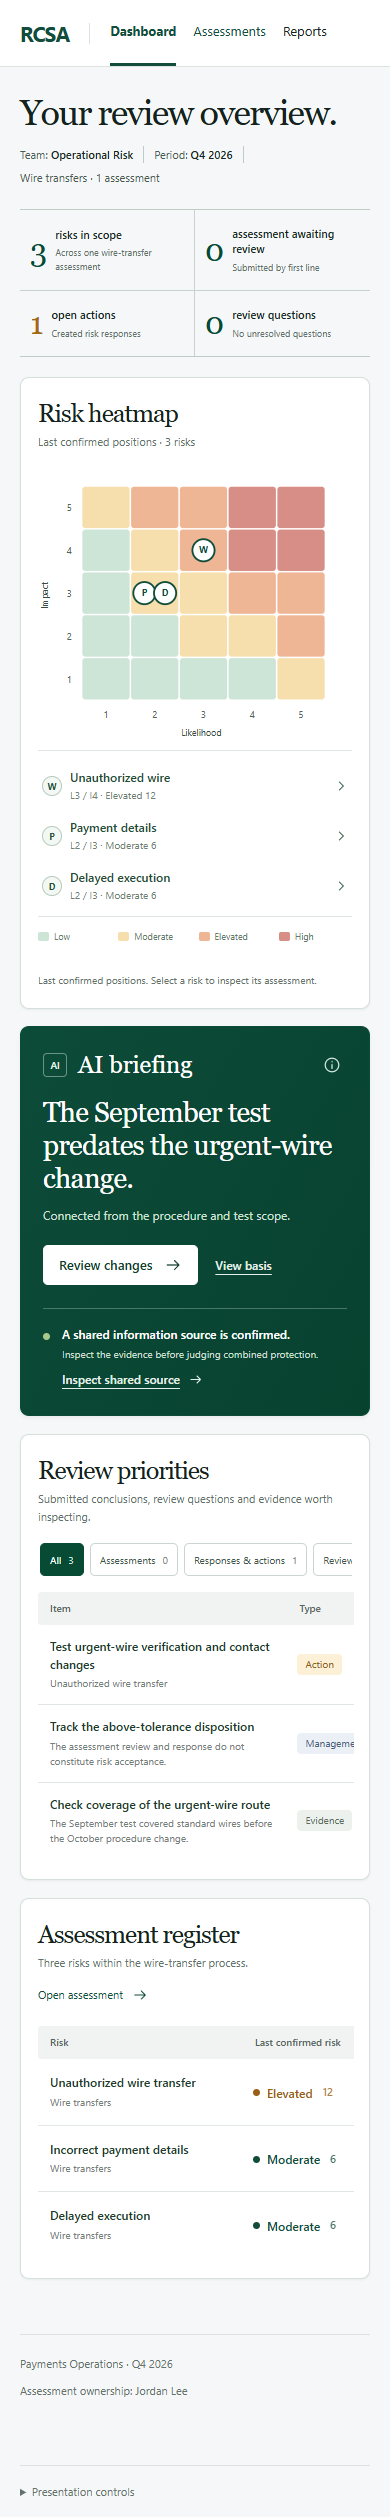 RCSA
Dashboard Assessments Reports
Your review overview.
Team: Operational Risk Period: Q4 2026
Wire transfers · 1 assessment
3 risks in scope
Across one wire-transfer
assessment
0 assessment awaiting
review
Submitted by first line
1 open actions
Created risk responses
0 review questions
No unresolved questions
Risk heatmap
Last confirmed positions · 3 risks
5
4
3
2
1
Impact
W
P
D
1 2 3 4 5
Likelihood
W Unauthorized wire
L3 / I4 · Elevated 12
P Payment details
L2 / I3 · Moderate 6
D Delayed execution
L2 / I3 · Moderate 6
Low Moderate Elevated High
Last confirmed positions. Select a risk to inspect its assessment.
AI AI briefing
The September test
predates the urgent-wire
change.
Connected from the procedure and test scope.
Review changes → View basis
A shared information source is confirmed.
Inspect the evidence before judging combined protection.
Inspect shared source →
Review priorities
Submitted conclusions, review questions and evidence worth
inspecting.
All 3 Assessments 0 Responses & actions 1 Review
Item Type
Test urgent-wire verification and contact
changes
Unauthorized wire transfer
Action
Track the above-tolerance disposition
The assessment review and response do not
constitute risk acceptance.
Manageme
Check coverage of the urgent-wire route
The September test covered standard wires before
the October procedure change.
Evidence
Assessment register
Three risks within the wire-transfer process.
Open assessment →
Risk Last confirmed risk
Unauthorized wire transfer
Wire transfers
Elevated 12
Incorrect payment details
Wire transfers
Moderate 6
Delayed execution
Wire transfers
Moderate 6
Payments Operations · Q4 2026
Assessment ownership: Jordan Lee
Presentation controls